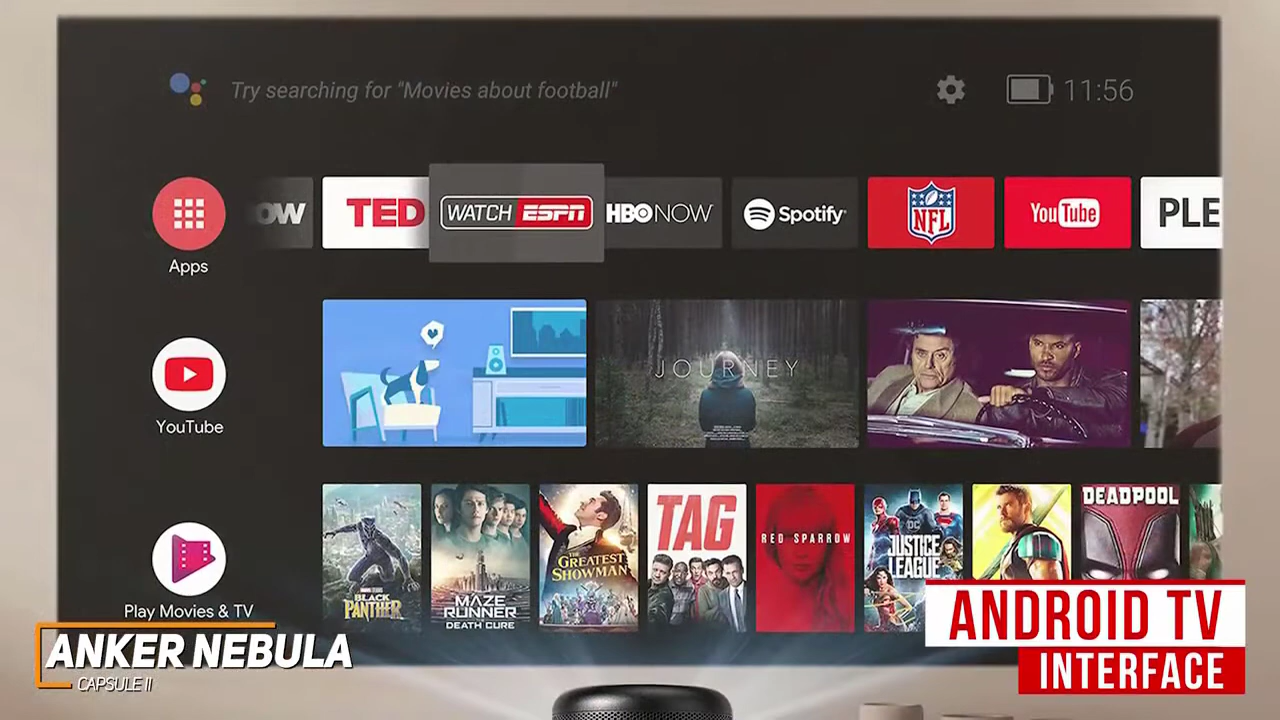 Try searching for "Movies about football"
11:56
OW
TED
WATCH ESPN
HBO NOW
Spotify
NFL
YouTube
PLE
Apps
JOURNEY
YouTube
BLACK PANTHER
MAZE RUNNER
DEATH CURE
THE GREATEST SHOWMAN
TAG
RED SPARROW
DC
JUSTICE LEAGUE
DEADPOOL
Play Movies & TV
ANKER NEBULA
CAPSULE II
ANDROID TV
INTERFACE